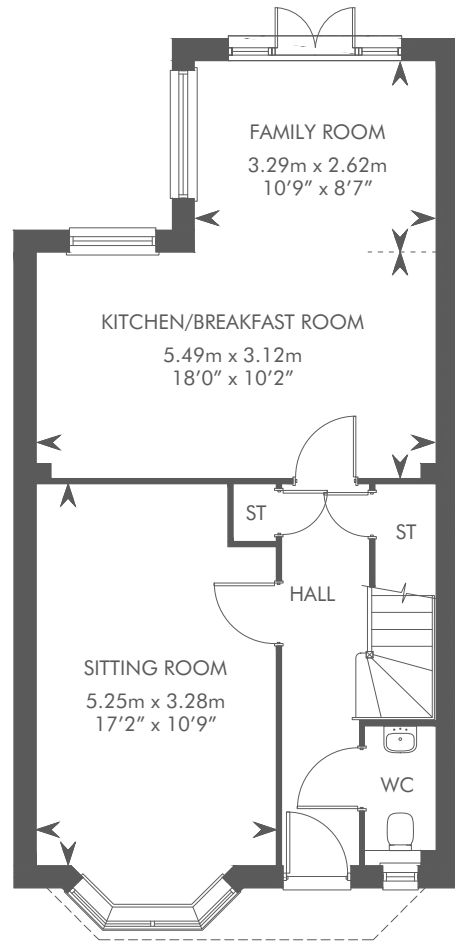 FAMILY ROOM
3.29m x 2.62m
10’9” x 8’7”
KITCHEN/BREAKFAST ROOM
5.49m x 3.12m
18’0” x 10’2”
ST
ST
HALL
SITTING ROOM
5.25m x 3.28m
17’2” x 10’9”
WC